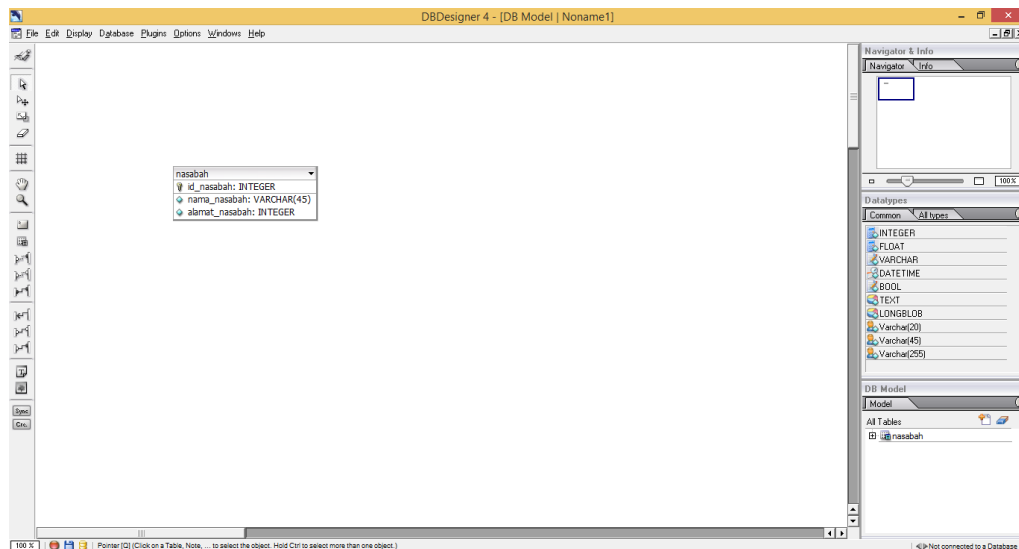 DBDesigner 4 - [DB Model | Noname1]
File Edit Display Database Plugins Options Windows Help
Navigator & Info
Navigator Info
100%
Datatypes
Common All types
INTEGER
FLOAT
VARCHAR
DATETIME
BOOL
TEXT
LONGBLOB
Varchar(20)
Varchar(45)
Varchar(255)
DB Model
Model
All Tables
nasabah
nasabah
id_nasabah: INTEGER
nama_nasabah: VARCHAR(45)
alamat_nasabah: INTEGER
Sync
100 %
Pointer [Q] (Click on a Table, Note, ... to select the object. Hold Ctrl to select more than one object.)
Not connected to a Database